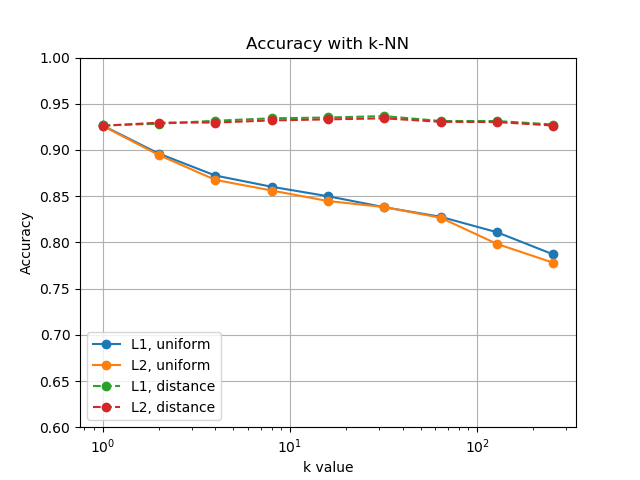 Accuracy with k-NN
1.00
0.95
0.90
0.85
0.80
0.75
0.70
0.65
0.60
Accuracy
L1, uniform
L2, uniform
L1, distance
L2, distance
10⁰ 10¹ 10²
k value